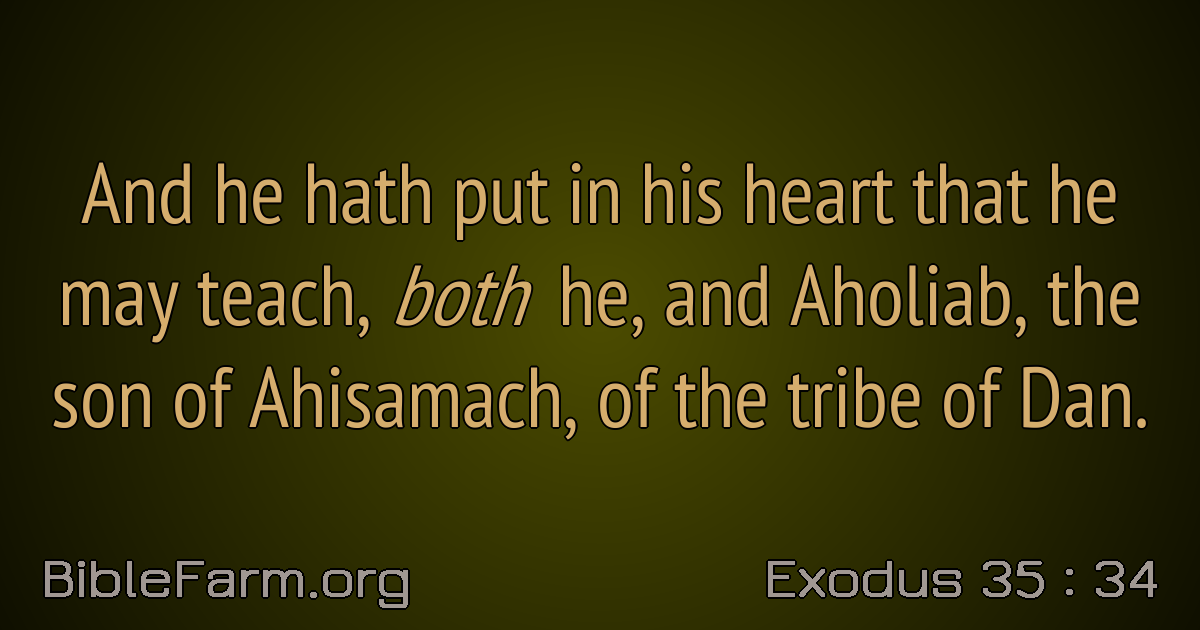 And he hath put in his heart that he
may teach, both he, and Aholiab, the
son of Ahisamach, of the tribe of Dan.
BibleFarm.org
Exodus 35 : 34